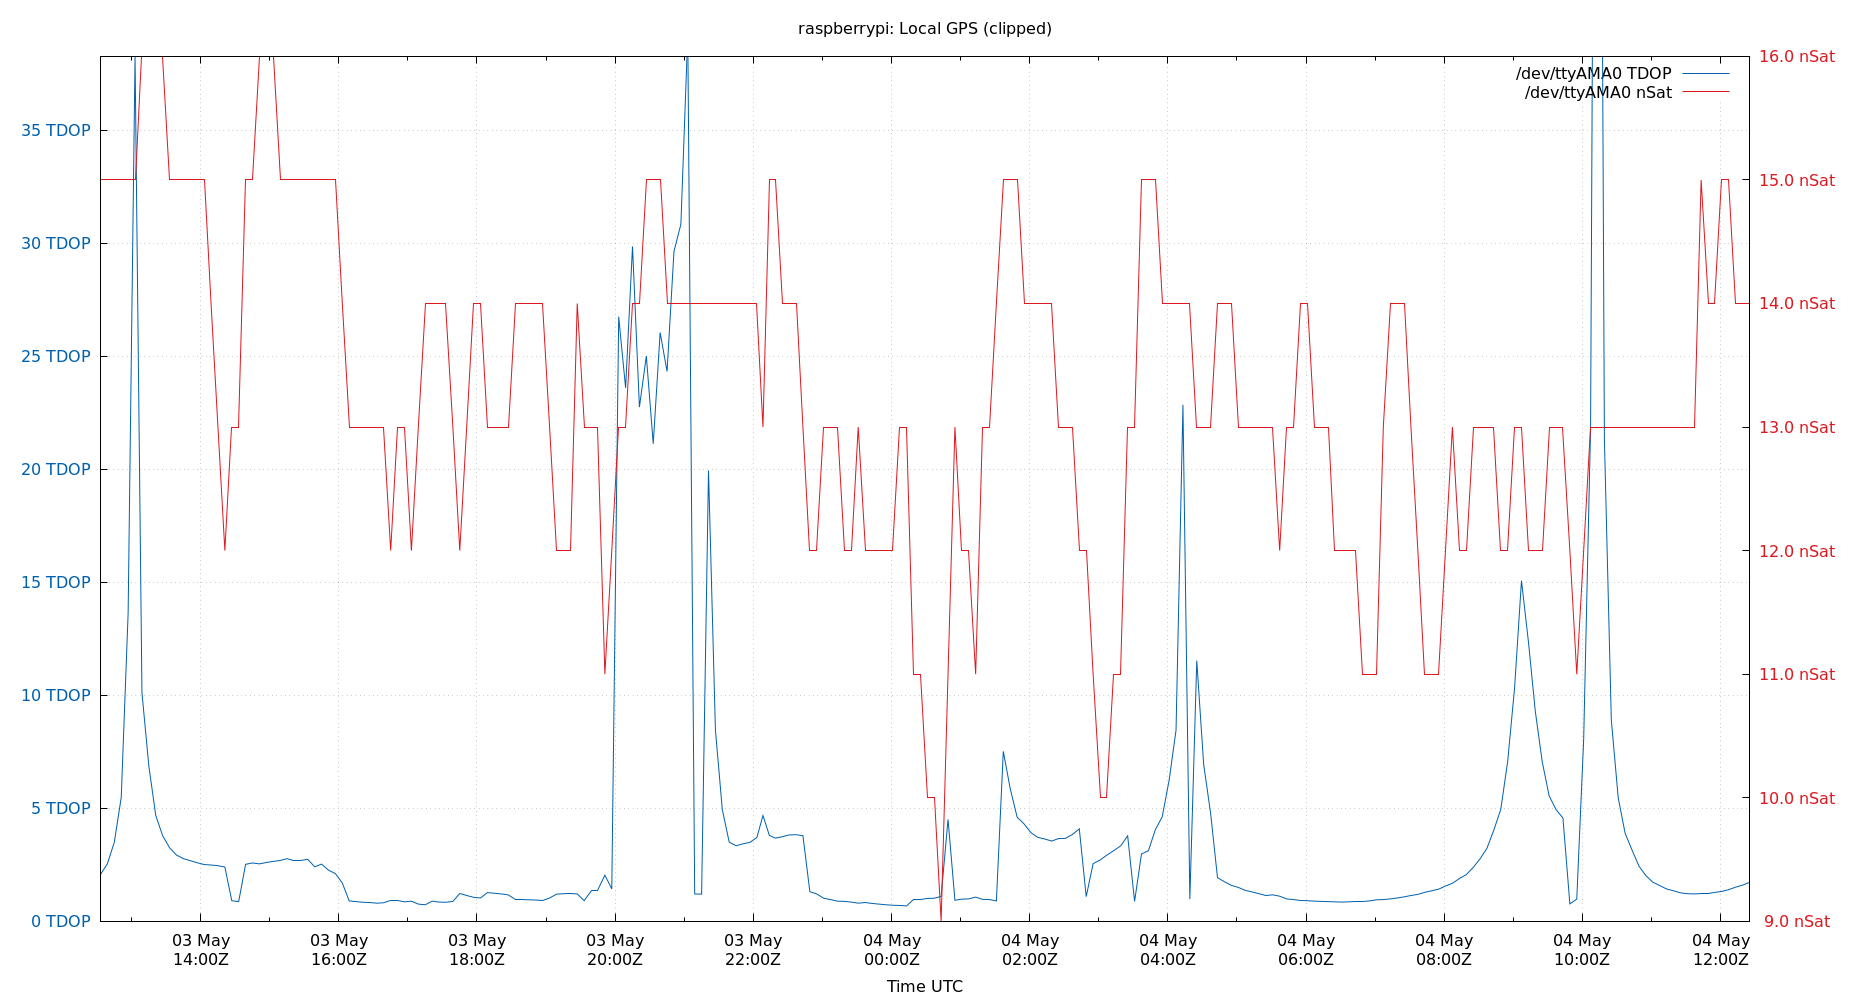 raspberrypi: Local GPS (clipped)
/dev/ttyAMA0 TDOP
/dev/ttyAMA0 nSat
35 TDOP
30 TDOP
25 TDOP
20 TDOP
15 TDOP
10 TDOP
5 TDOP
0 TDOP
16.0 nSat
15.0 nSat
14.0 nSat
13.0 nSat
12.0 nSat
11.0 nSat
10.0 nSat
9.0 nSat
03 May
14:00Z
03 May
16:00Z
03 May
18:00Z
03 May
20:00Z
03 May
22:00Z
04 May
00:00Z
04 May
02:00Z
04 May
04:00Z
04 May
06:00Z
04 May
08:00Z
04 May
10:00Z
04 May
12:00Z
Time UTC